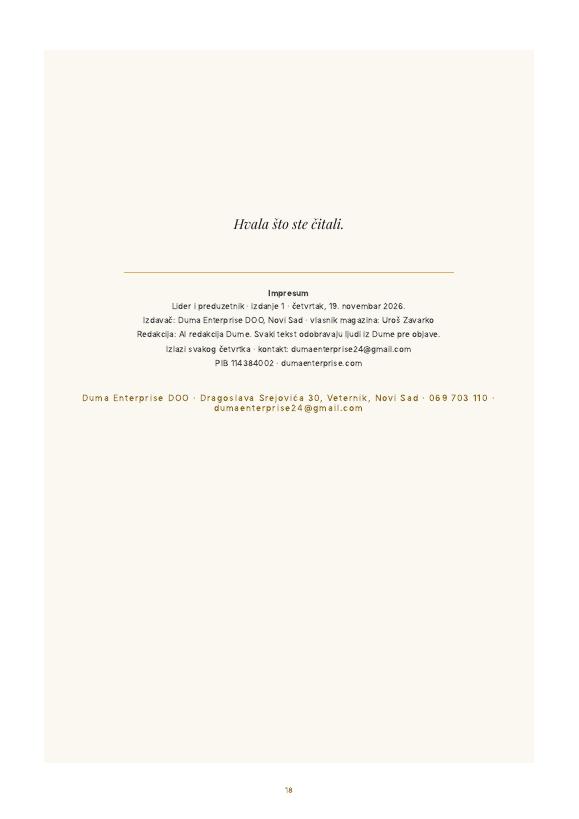 Hvala što ste čitali.
Impresum
Lider i preduzetnik · Izdanje 1 · četvrtak, 19. novembar 2026.
Izdavač: Duma Enterprise DOO, Novi Sad · vlasnik magazina: Uroš Zavarko
Redakcija: AI redakcija Dume. Svaki tekst odobravaju ljudi iz Dume pre objave.
Izlazi svakog četvrtka · kontakt: dumaenterprise24@gmail.com
PIB 114384002 · dumaenterprise.com
Duma Enterprise DOO · Dragoslava Srejovića 30, Veternik, Novi Sad · 069 703 110 ·
dumaenterprise24@gmail.com
18